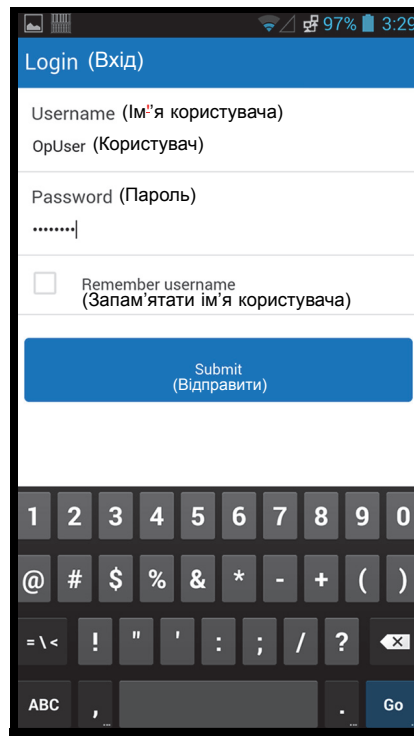 97% 3:29
Login (Вхід)
Username (Ім"я користувача)
OpUser (Користувач)
Password (Пароль)
••••••••
Remember username
(Запам’ятати ім’я користувача)
Submit
(Відправити)
1 2 3 4 5 6 7 8 9 0
@ # $ % & * - + ( )
= \ < ! " ' : ; / ?
ABC , . Go